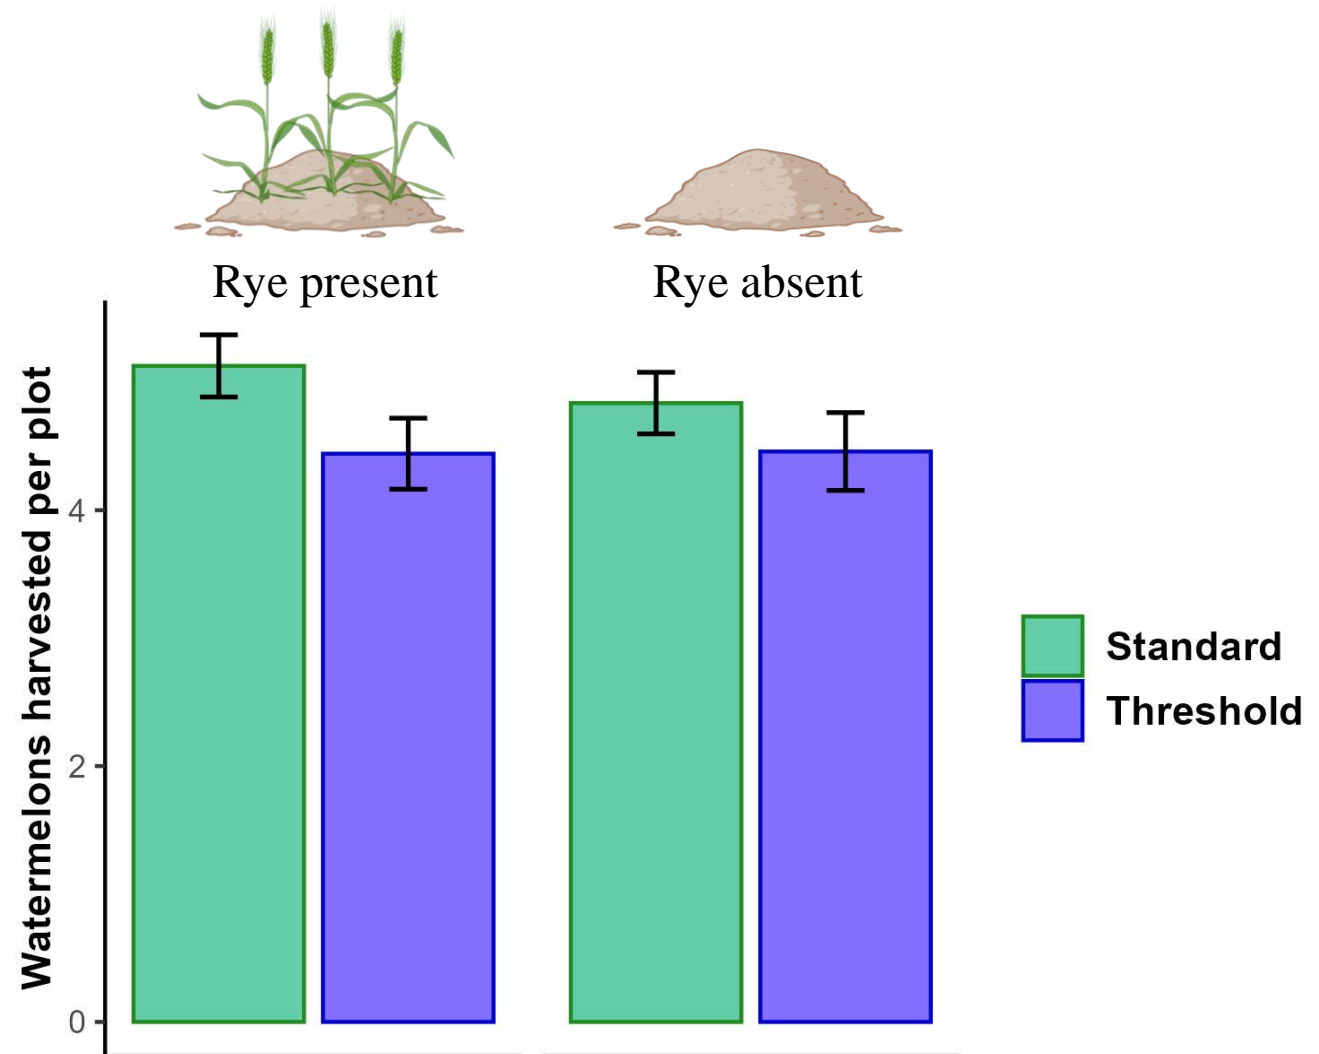 Rye present
Rye absent
Watermelons harvested per plot
4
2
0
Standard
Threshold